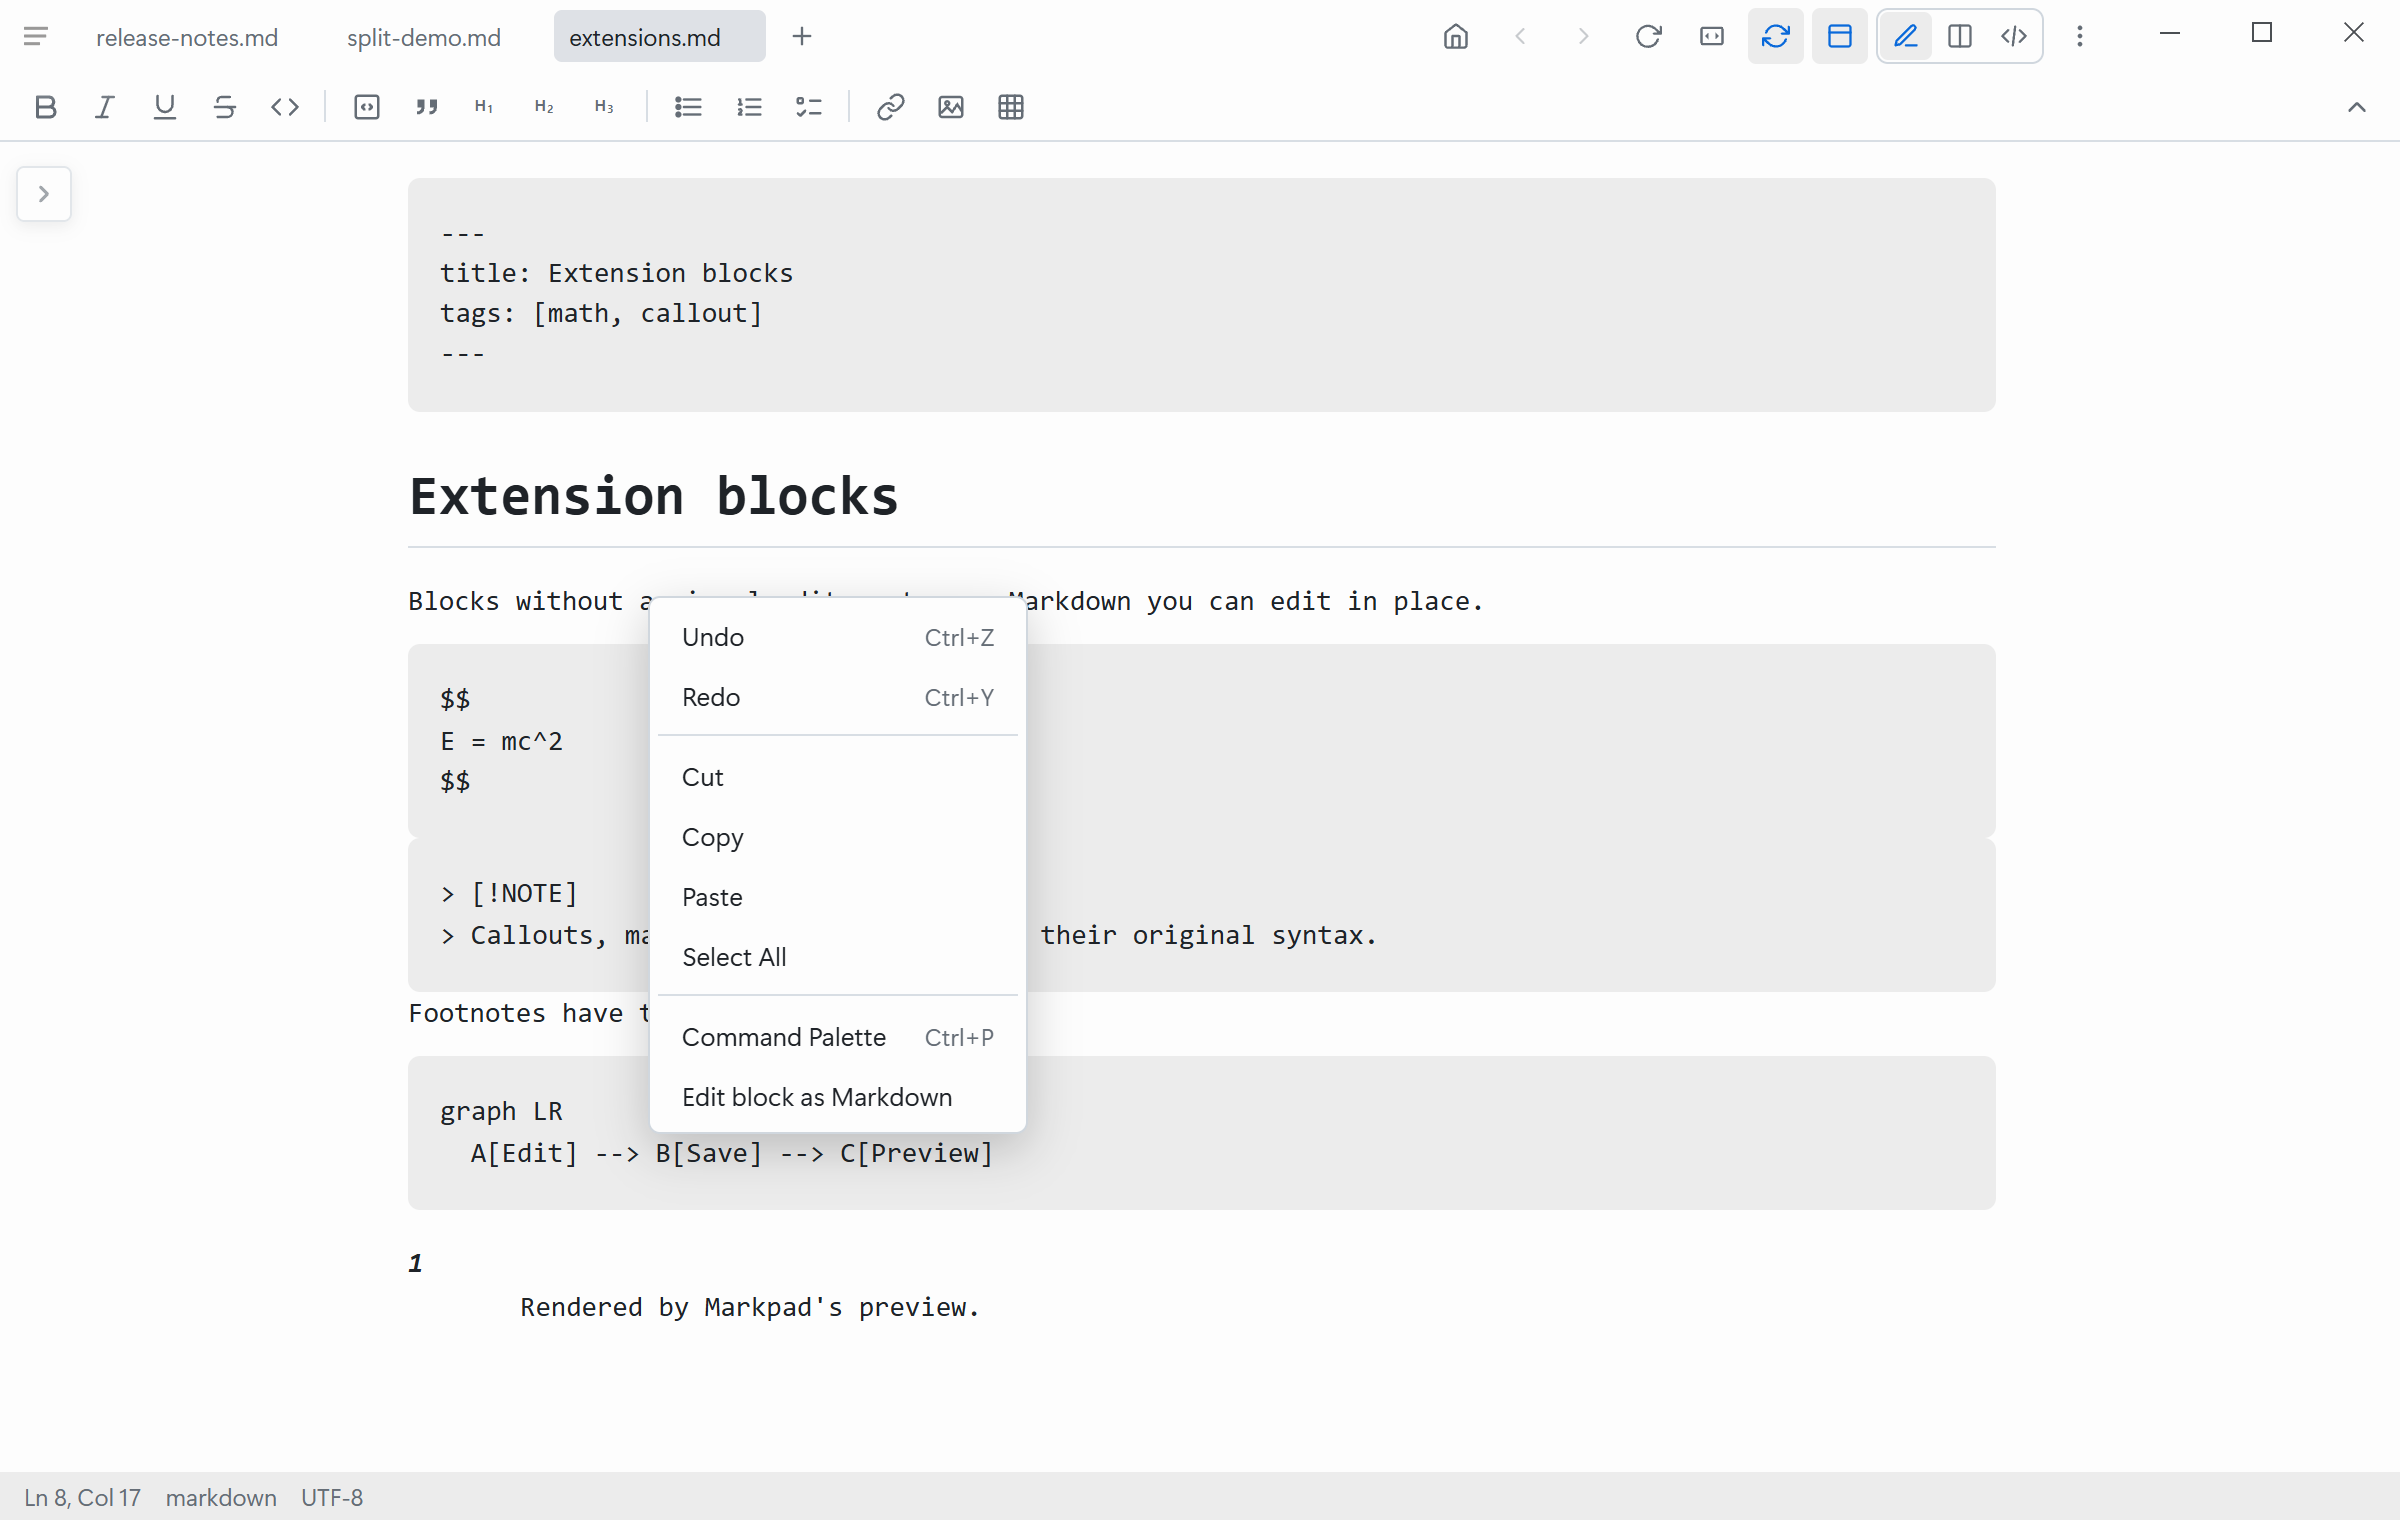 release-notes.md split-demo.md extensions.md
H1 H2 H3
---
title: Extension blocks
tags: [math, callout]
---
Extension blocks
Blocks without Markdown you can edit in place.
Undo Ctrl+Z
Redo Ctrl+Y
Cut
Copy
Paste
Select All
Command Palette Ctrl+P
Edit block as Markdown
$$
E = mc^2
$$
> [!NOTE]
> Callouts, their original syntax.
Footnotes have
graph LR
A[Edit] --> B[Save] --> C[Preview]
1
Rendered by Markpad's preview.
Ln 8, Col 17 markdown UTF-8